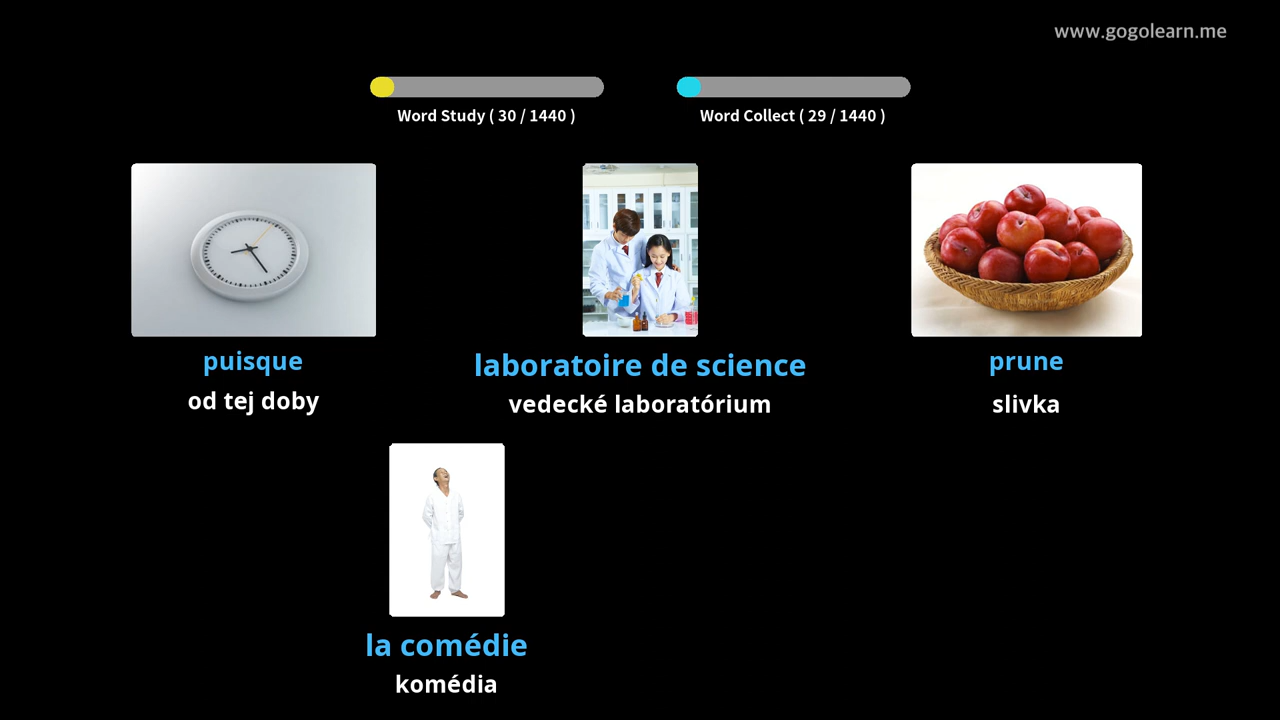 www.gogolearn.me
Word Study ( 30 / 1440 )
Word Collect ( 29 / 1440 )
puisque
od tej doby
laboratoire de science
vedecké laboratórium
prune
slivka
la comédie
komédia